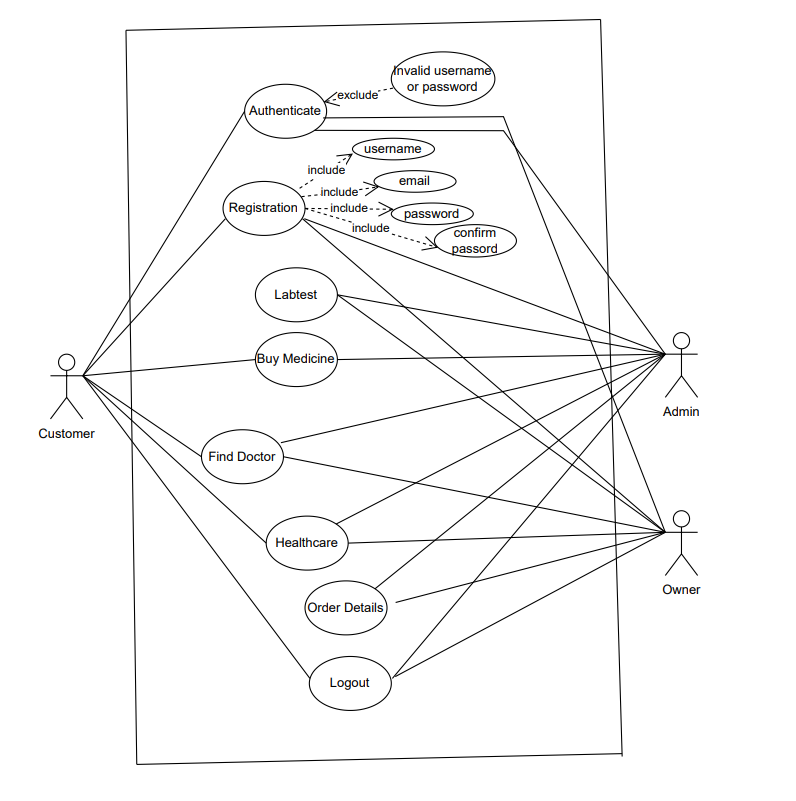 Invalid username
or password
exclude
Authenticate
username
include
email
include
Registration
include
password
include
confirm
passord
Labtest
Buy Medicine
Customer
Admin
Find Doctor
Healthcare
Owner
Order Details
Logout